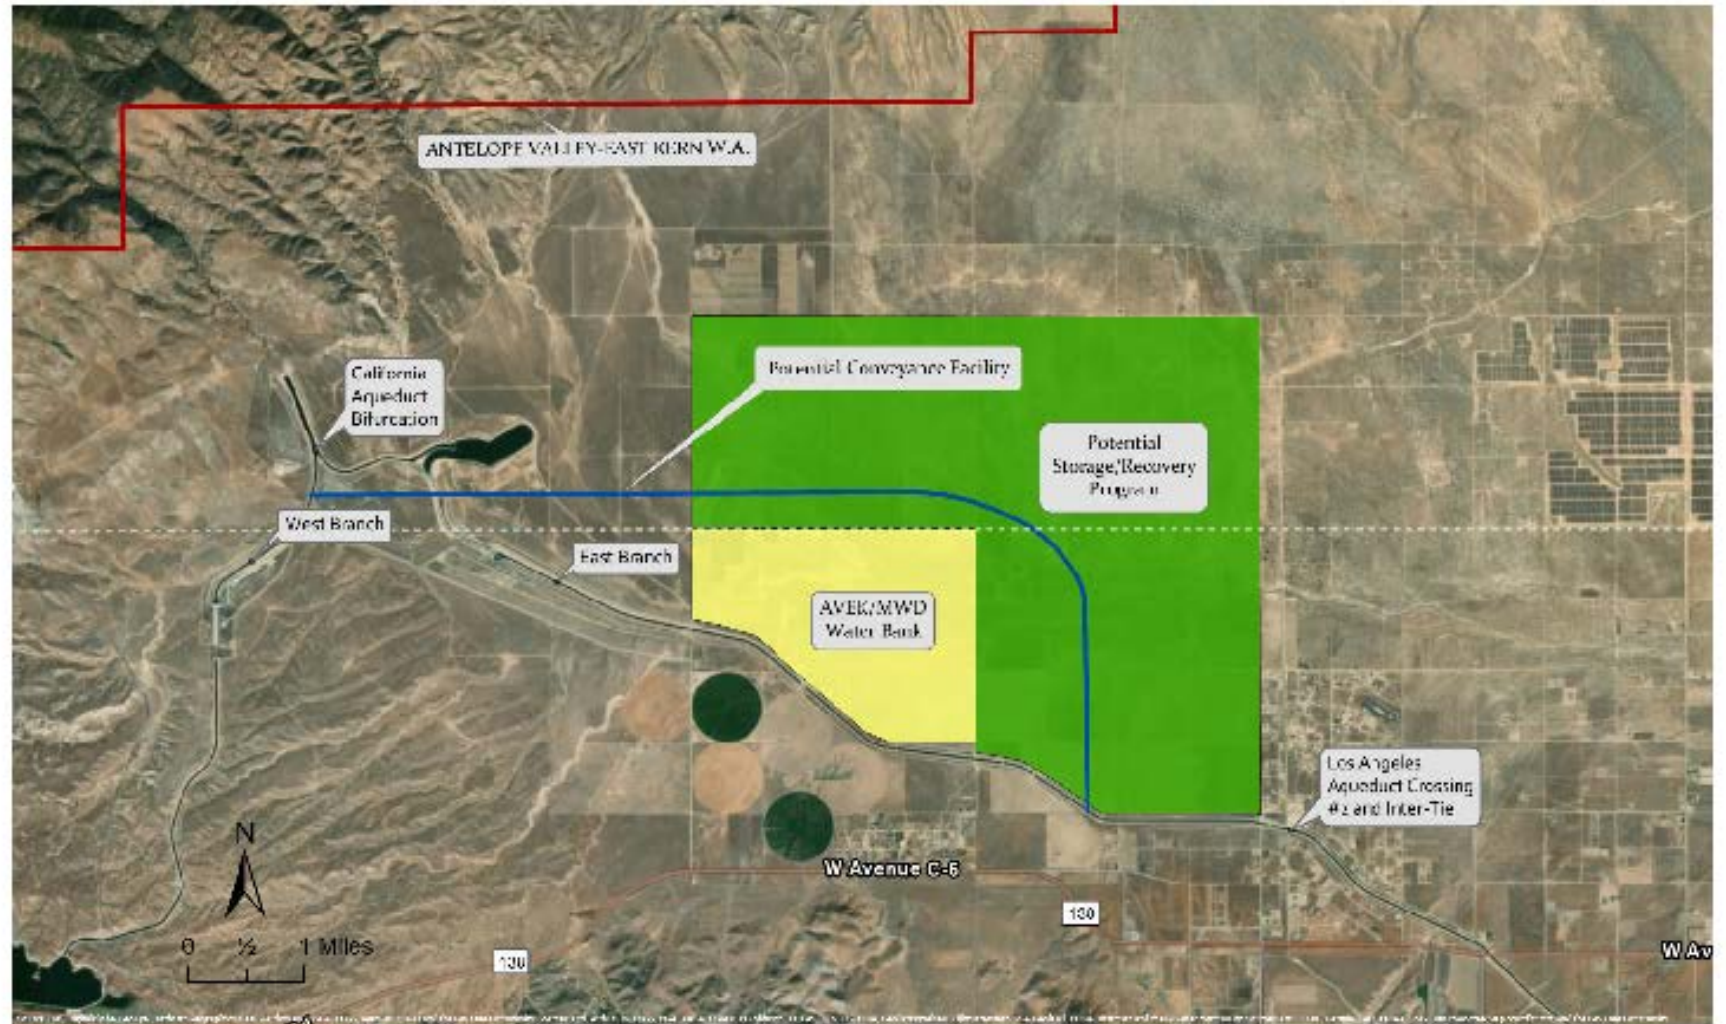 ANTELOPE VALLEY-EAST KERN W.A.
Potential Conveyance Facility
California
Aqueduct
Bifurcation
Potential
Storage/Recovery
Program
West Branch
East Branch
AVEK/MWD
Water Bank
Los Angeles
Aqueduct Crossing
#2 and Inter-Tie
N
W Avenue C-6
138
0 ½ 1 Miles
138
W Av